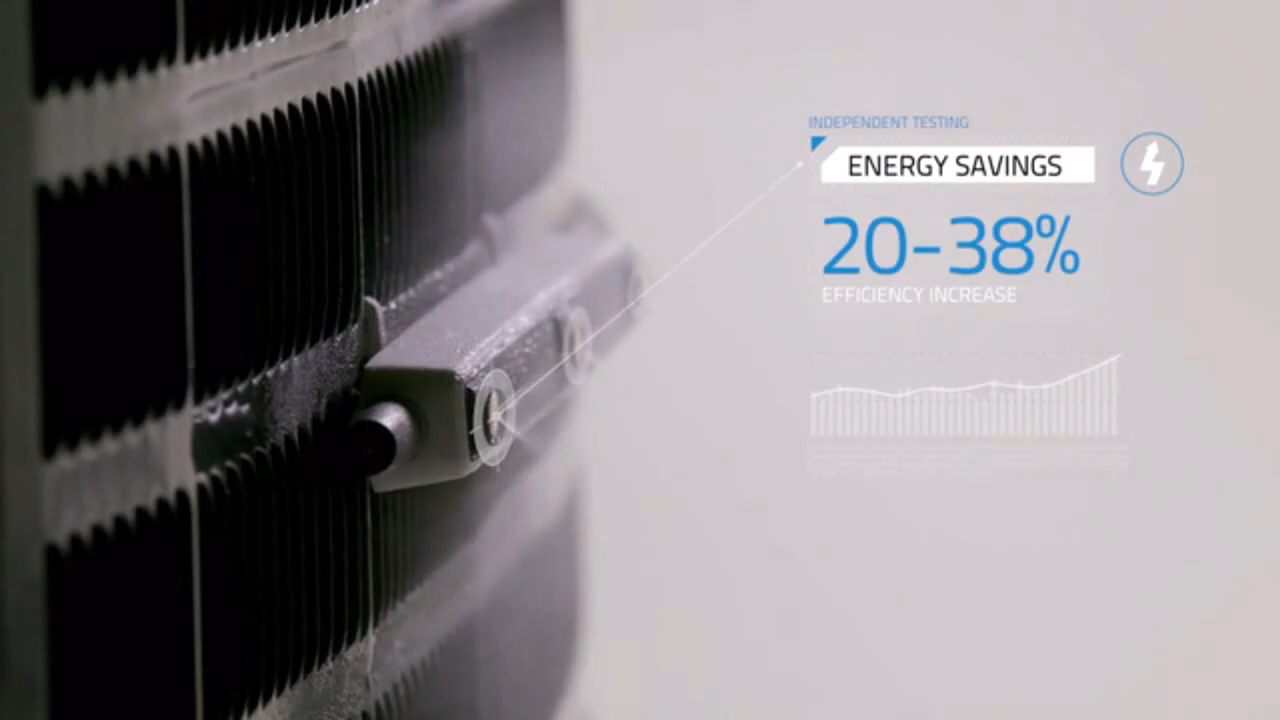 INDEPENDENT TESTING
ENERGY SAVINGS
20-38%
EFFICIENCY INCREASE